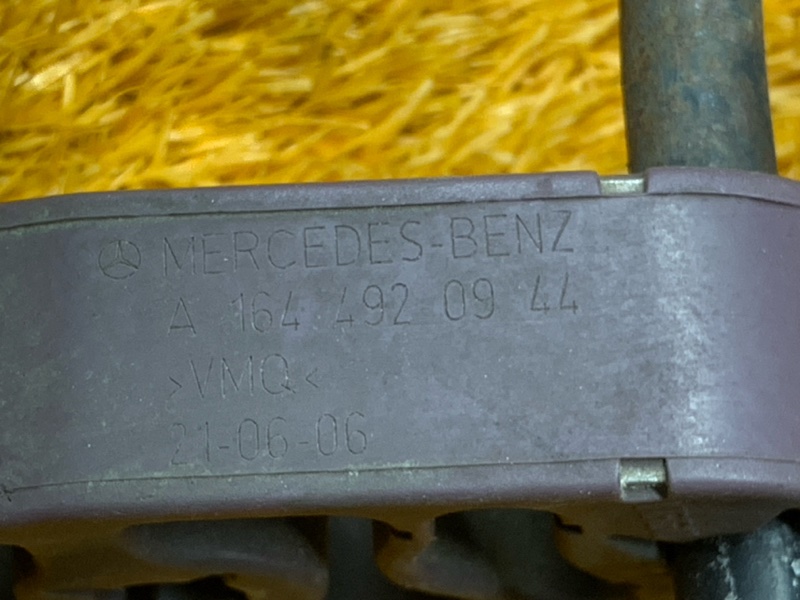 MERCEDES-BENZ
A 164 492 09 44
>VMQ<
21-06-06